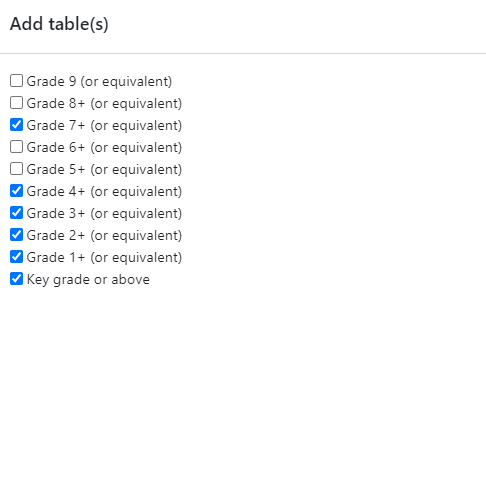 Add table(s)
Grade 9 (or equivalent)
Grade 8+ (or equivalent)
Grade 7+ (or equivalent)
Grade 6+ (or equivalent)
Grade 5+ (or equivalent)
Grade 4+ (or equivalent)
Grade 3+ (or equivalent)
Grade 2+ (or equivalent)
Grade 1+ (or equivalent)
Key grade or above